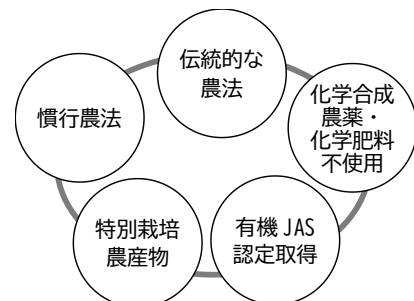 伝統的な
農法
化学合成
農薬・
化学肥料
不使用
有機 JAS
認定取得
特別栽培
農産物
慣行農法